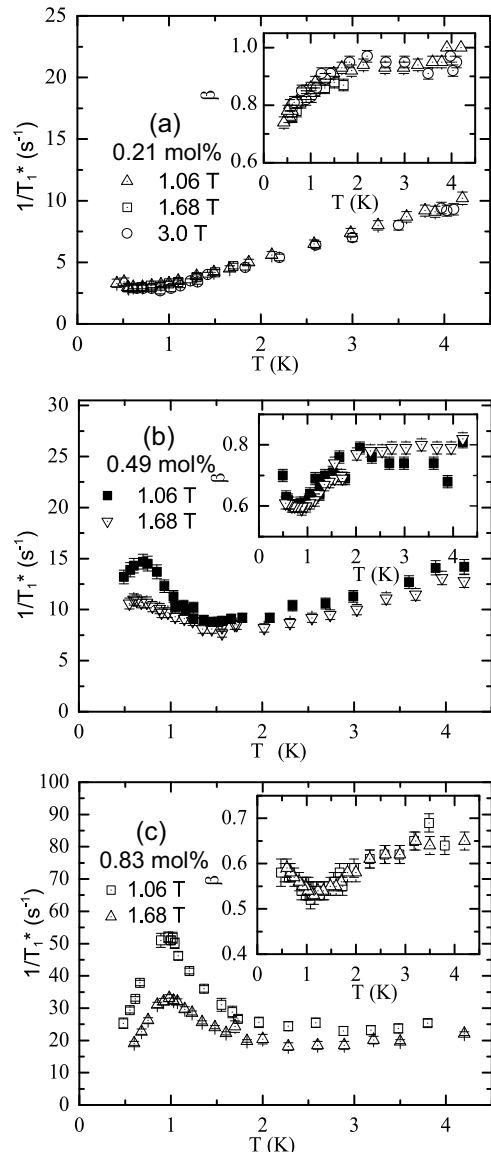 25
20
15
10
5
0
1/T₁* (s⁻¹)
(a)
0.21 mol%
1.06 T
1.68 T
3.0 T
1.0
0.8
0.6
β
0 1 2 3 4
T (K)
0 1 2 3 4
T (K)
30
25
20
15
10
5
0
1/T₁* (s⁻¹)
(b)
0.49 mol%
1.06 T
1.68 T
0.8
0.6
β
0 1 2 3 4
T (K)
0 1 2 3 4
T (K)
100
90
80
70
60
50
40
30
20
10
0
1/T₁* (s⁻¹)
(c)
0.83 mol%
1.06 T
1.68 T
0.7
0.6
0.5
0.4
β
0 1 2 3 4
T (K)
0 1 2 3 4
T (K)